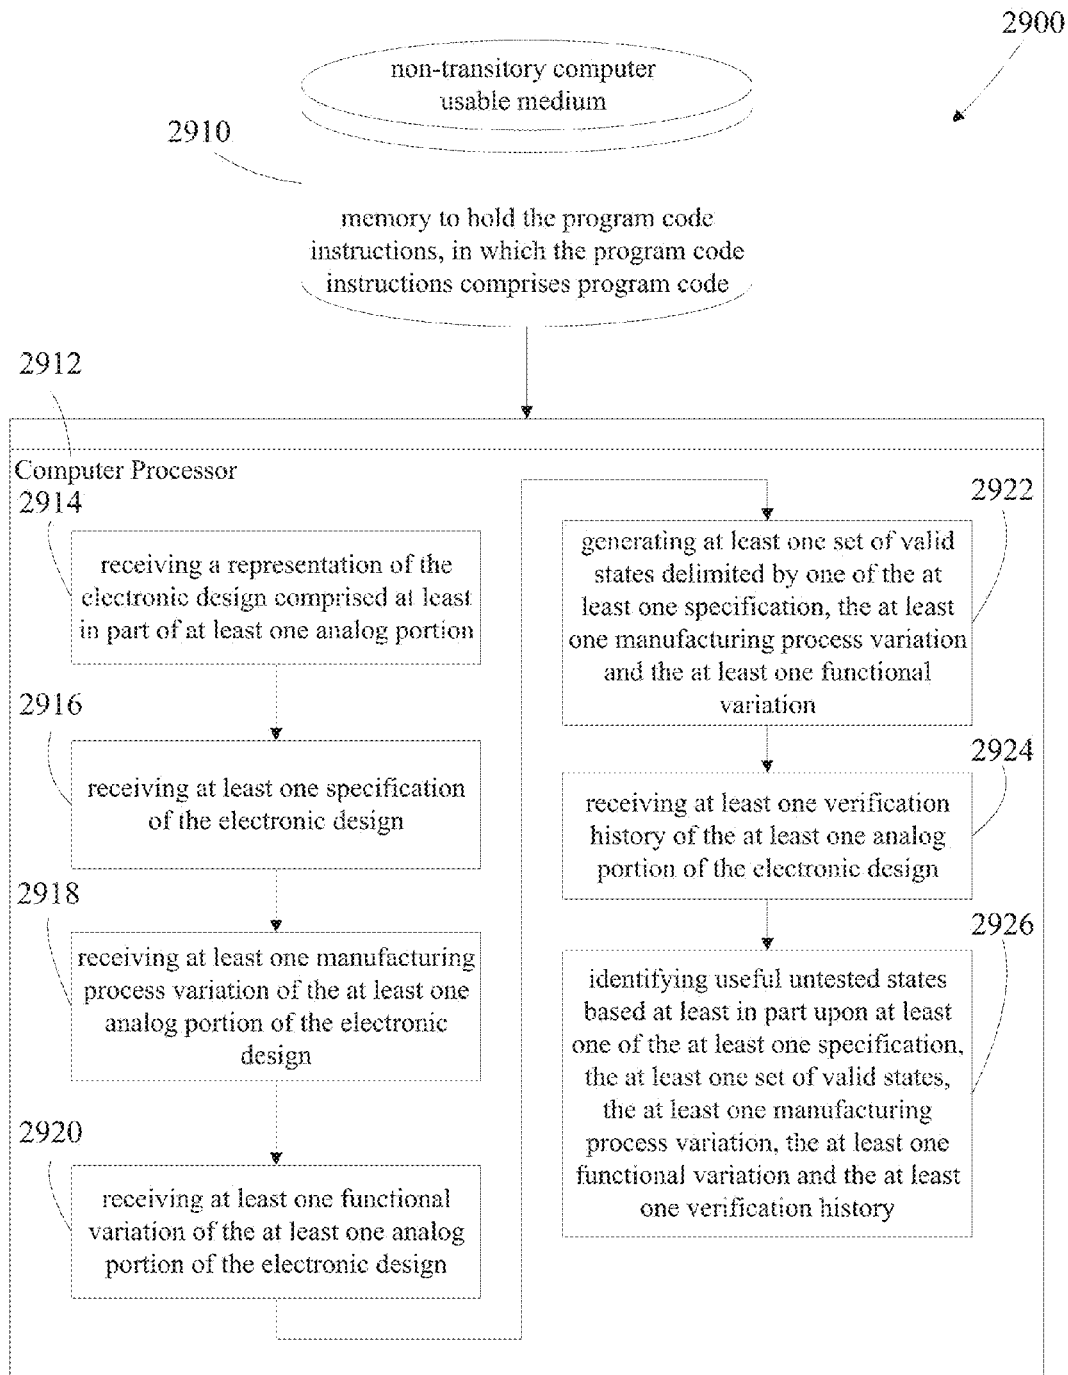 2900
non-transitory computer
usable medium
2910
memory to hold the program code
instructions, in which the program code
instructions comprises program code
2912
Computer Processor
2914
receiving a representation of the
electronic design comprised at least
in part of at least one analog portion
2916
receiving at least one specification
of the electronic design
2918
receiving at least one manufacturing
process variation of the at least one
analog portion of the electronic
design
2920
receiving at least one functional
variation of the at least one analog
portion of the electronic design
2922
generating at least one set of valid
states delimited by one of the at
least one specification, the at least
one manufacturing process variation
and the at least one functional
variation
2924
receiving at least one verification
history of the at least one analog
portion of the electronic design
2926
identifying useful untested states
based at least in part upon at least
one of the at least one specification,
the at least one set of valid states,
the at least one manufacturing
process variation, the at least one
functional variation and the at least
one verification history